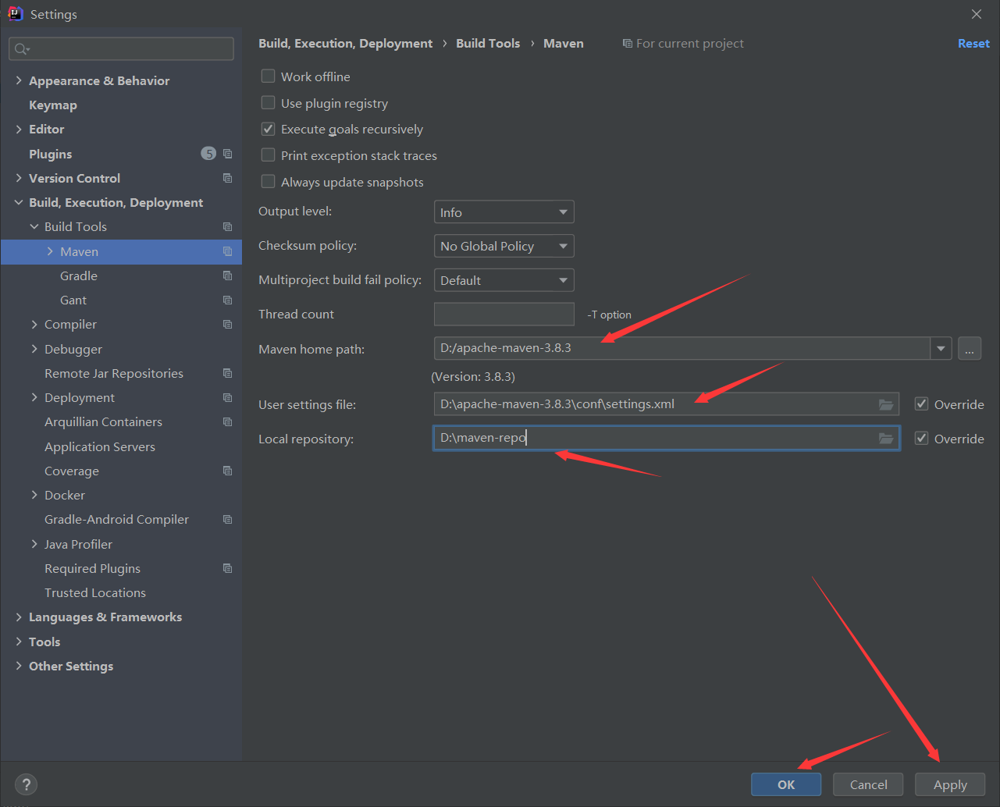 Settings
Build, Execution, Deployment › Build Tools › Maven For current project Reset
Appearance & Behavior
Keymap
Editor
Plugins 5
Version Control
Build, Execution, Deployment
Build Tools
Maven
Gradle
Gant
Compiler
Debugger
Remote Jar Repositories
Deployment
Arquillian Containers
Application Servers
Coverage
Docker
Gradle-Android Compiler
Java Profiler
Required Plugins
Trusted Locations
Languages & Frameworks
Tools
Other Settings
Work offline
Use plugin registry
Execute goals recursively
Print exception stack traces
Always update snapshots
Output level: Info
Checksum policy: No Global Policy
Multiproject build fail policy: Default
Thread count -T option
Maven home path: D:/apache-maven-3.8.3 ...
(Version: 3.8.3)
User settings file: D:\apache-maven-3.8.3\conf\settings.xml Override
Local repository: D:\maven-repo Override
? OK Cancel Apply